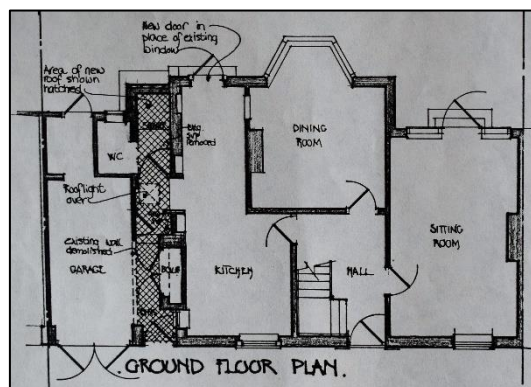 New door in
place of existing
window
Area of new
roof shown
hatched
WC
DINING
ROOM
removed
Rooflight
over
existing wall
demolished
GARAGE
KITCHEN
HALL
SITTING
ROOM
GROUND FLOOR PLAN.